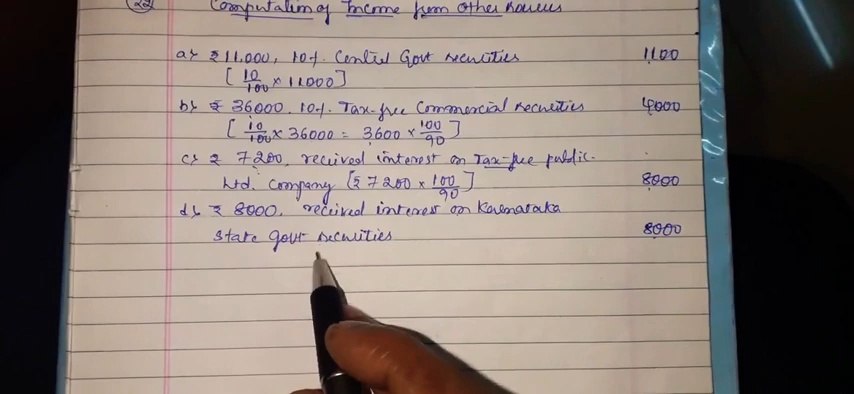 22 Computation of Income from other sources
a) ₹ 11,000, 10%. Central Govt securities 1100
[10/100 × 11000]
b) ₹ 36000. 10%. Tax-free Commercial securities 4000
[10/100 × 36000 = 3600 × 100/90]
c) ₹ 7200, received interest on Tax-free public.
Ltd. Company [₹ 7200 × 100/90] 8000
d) ₹ 8000, received interest on Karnataka
State govt securities 8000